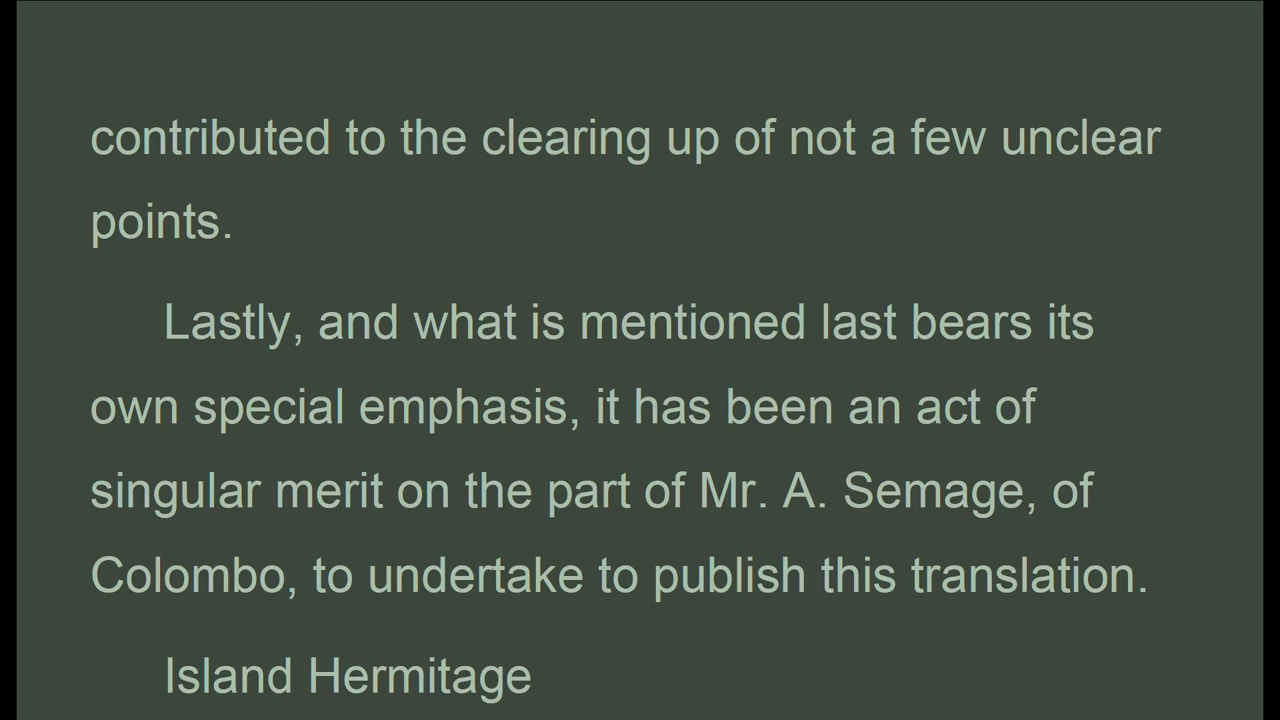 contributed to the clearing up of not a few unclear
points.
Lastly, and what is mentioned last bears its
own special emphasis, it has been an act of
singular merit on the part of Mr. A. Semage, of
Colombo, to undertake to publish this translation.
Island Hermitage